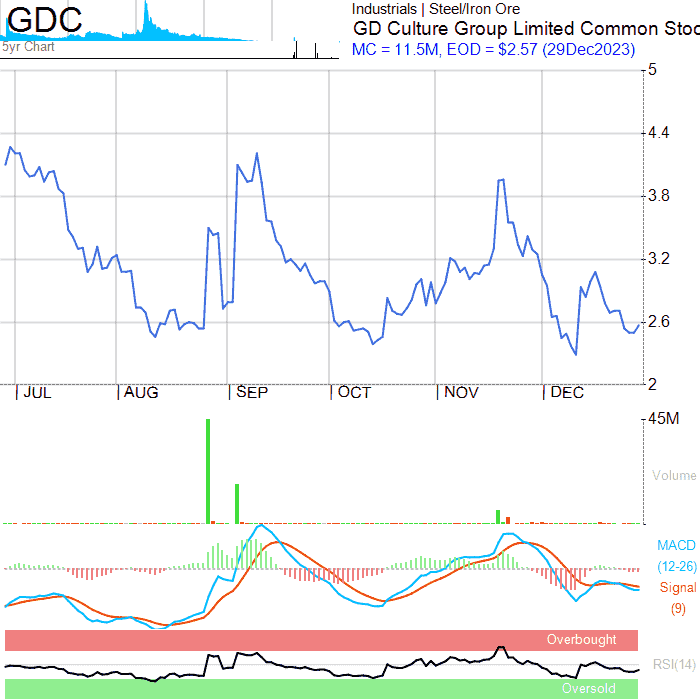 GDC
5yr Chart
Industrials | Steel/Iron Ore
GD Culture Group Limited Common Stoc
MC = 11.5M, EOD = $2.57 (29Dec2023)
5
4.4
3.8
3.2
2.6
2
JUL AUG SEP OCT NOV DEC
45M
Volume
MACD
(12-26)
Signal
(9)
Overbought
RSI(14)
Oversold